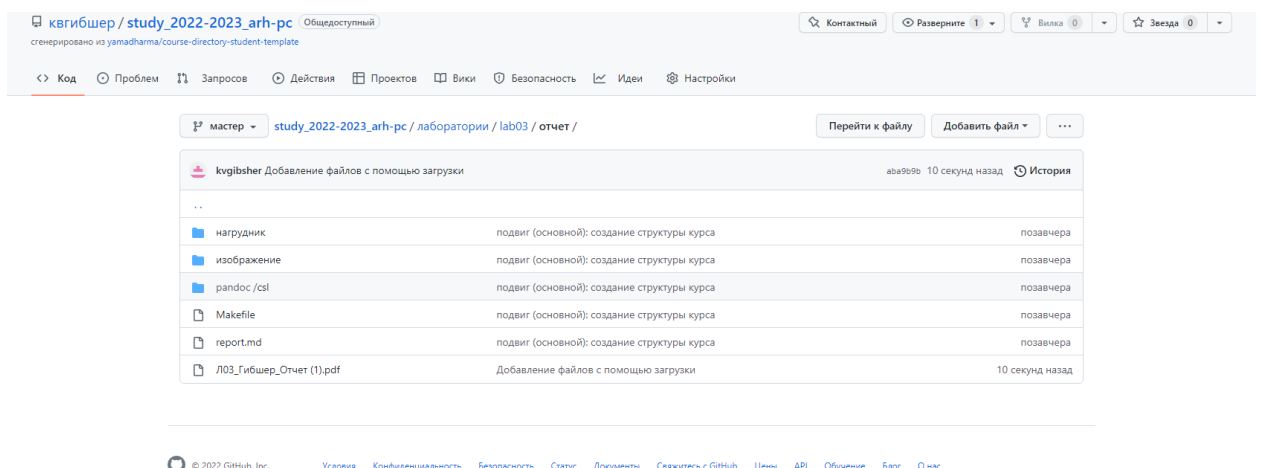 квгибшер / study_2022-2023_arh-pc Общедоступный Контактный Разверните 1 Вилка 0 Звезда 0
сгенерировано из yamadharma/course-directory-student-template
Код Проблем Запросов Действия Проектов Вики Безопасность Идеи Настройки
мастер study_2022-2023_arh-pc / лаборатории / lab03 / отчет / Перейти к файлу Добавить файл ...
kvgibsher Добавление файлов с помощью загрузки aba9b9b 10 секунд назад История
..
нагрудник подвиг (основной): создание структуры курса позавчера
изображение подвиг (основной): создание структуры курса позавчера
pandoc /csl подвиг (основной): создание структуры курса позавчера
Makefile подвиг (основной): создание структуры курса позавчера
report.md подвиг (основной): создание структуры курса позавчера
Л03_Гибшер_Отчет (1).pdf Добавление файлов с помощью загрузки 10 секунд назад
© 2022 GitHub, Inc. Условия Конфиденциальность Безопасность Статус Документы Свяжитесь с GitHub Цены API Обучение Блог О нас